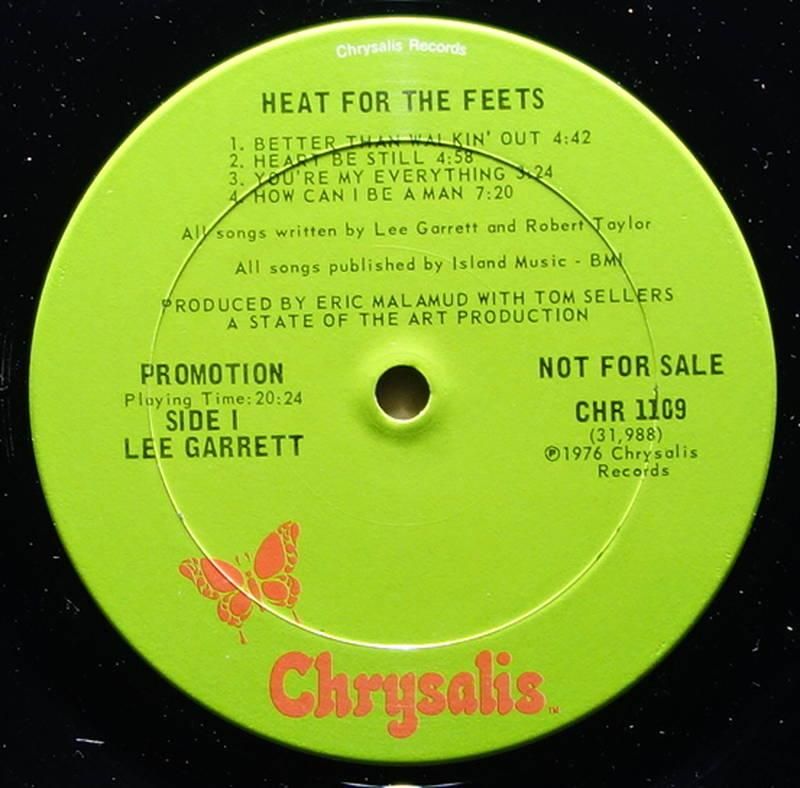 Chrysalis Records
HEAT FOR THE FEETS
1. BETTER THAN WALKIN' OUT 4:42
2. HEART BE STILL 4:58
3. YOU'RE MY EVERYTHING 3:24
4. HOW CAN I BE A MAN 7:20
All songs written by Lee Garrett and Robert Taylor
All songs published by Island Music - BMI
PRODUCED BY ERIC MALAMUD WITH TOM SELLERS
A STATE OF THE ART PRODUCTION
PROMOTION
Playing Time:20:24
SIDE I
LEE GARRETT
NOT FOR SALE
CHR 1109
(31,988)
℗1976 Chrysalis
Records
Chrysalis™